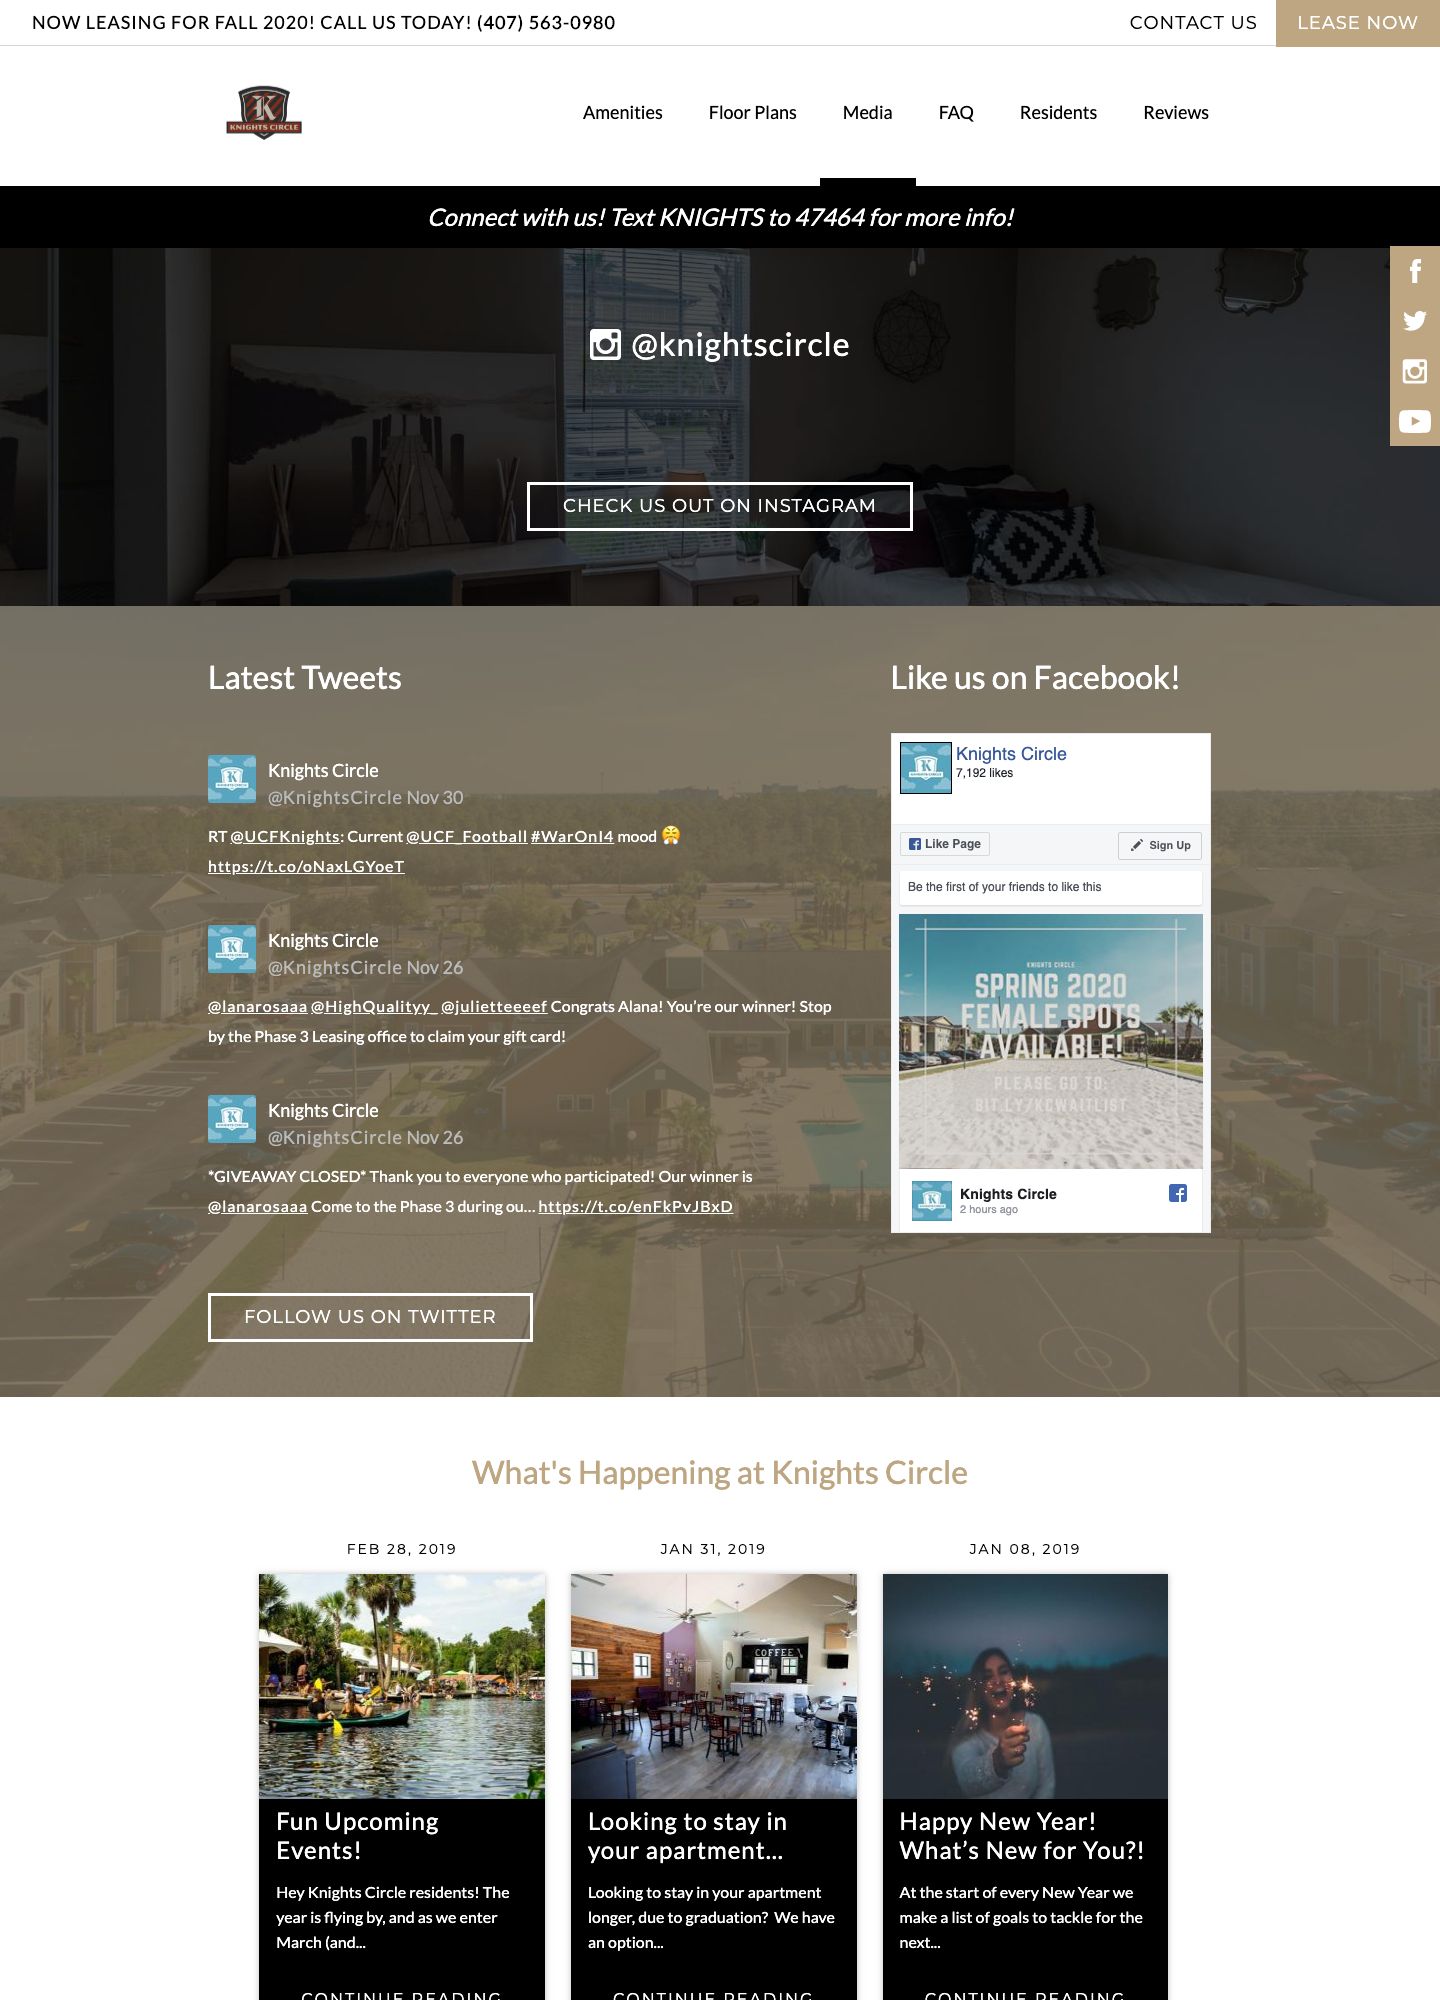 NOW LEASING FOR FALL 2020! CALL US TODAY! (407) 563-0980
CONTACT US
LEASE NOW
K
KNIGHTS CIRCLE
Amenities
Floor Plans
Media
FAQ
Residents
Reviews
Connect with us! Text KNIGHTS to 47464 for more info!
@knightscircle
CHECK US OUT ON INSTAGRAM
Latest Tweets
Knights Circle
@KnightsCircle Nov 30
RT @UCFKnights: Current @UCF_Football #WarOnI4 mood 😤
https://t.co/oNaxLGYoeT
Knights Circle
@KnightsCircle Nov 26
@lanarosaaa @HighQualityy_ @julietteeeef Congrats Alana! You’re our winner! Stop
by the Phase 3 Leasing office to claim your gift card!
Knights Circle
@KnightsCircle Nov 26
*GIVEAWAY CLOSED* Thank you to everyone who participated! Our winner is
@lanarosaaa Come to the Phase 3 during ou… https://t.co/enFkPvJBxD
FOLLOW US ON TWITTER
Like us on Facebook!
Knights Circle
7,192 likes
Like Page
Sign Up
Be the first of your friends to like this
KNIGHTS CIRCLE
SPRING 2020
FEMALE SPOTS
AVAILABLE!
PLEASE GO TO:
BIT.LY/KCWAITLIST
Knights Circle
2 hours ago
What's Happening at Knights Circle
FEB 28, 2019
Fun Upcoming
Events!
Hey Knights Circle residents! The
year is flying by, and as we enter
March (and...
CONTINUE READING
JAN 31, 2019
COFFEE
Looking to stay in
your apartment...
Looking to stay in your apartment
longer, due to graduation?  We have
an option...
CONTINUE READING
JAN 08, 2019
Happy New Year!
What’s New for You?!
At the start of every New Year we
make a list of goals to tackle for the
next...
CONTINUE READING